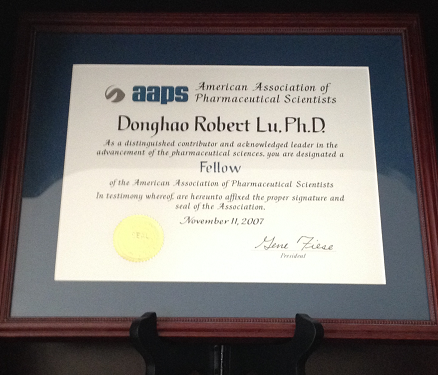 aaps American Association of
Pharmaceutical Scientists
Donghao Robert Lu, Ph.D.
As a distinguished contributor and acknowledged leader in the
advancement of the pharmaceutical sciences, you are designated a
Fellow
of the American Association of Pharmaceutical Scientists
In testimony whereof, are hereunto affixed the proper signature and
seal of the Association.
November 11, 2007
Gene Fiese
President